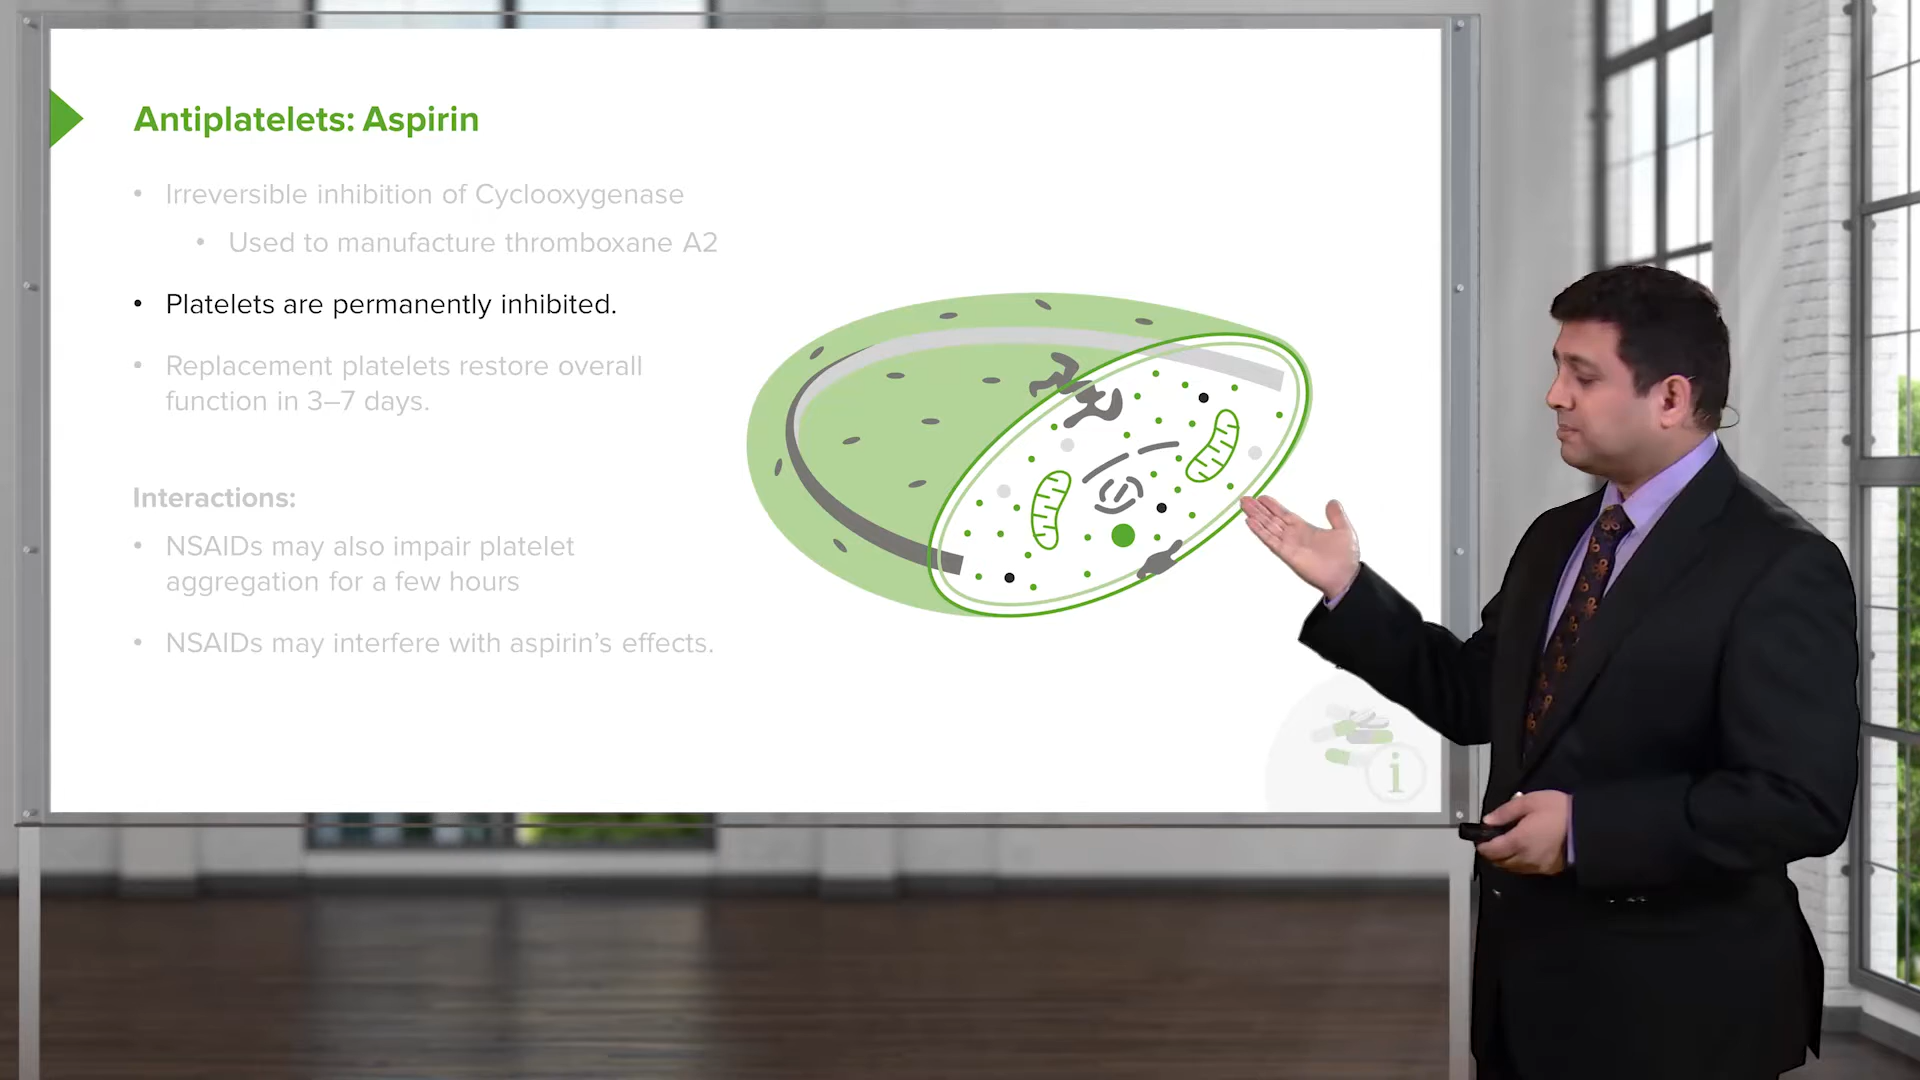 Antiplatelets: Aspirin
• Irreversible inhibition of Cyclooxygenase
• Used to manufacture thromboxane A2
• Platelets are permanently inhibited.
• Replacement platelets restore overall
function in 3–7 days.
Interactions:
• NSAIDs may also impair platelet
aggregation for a few hours
• NSAIDs may interfere with aspirin’s effects.
i